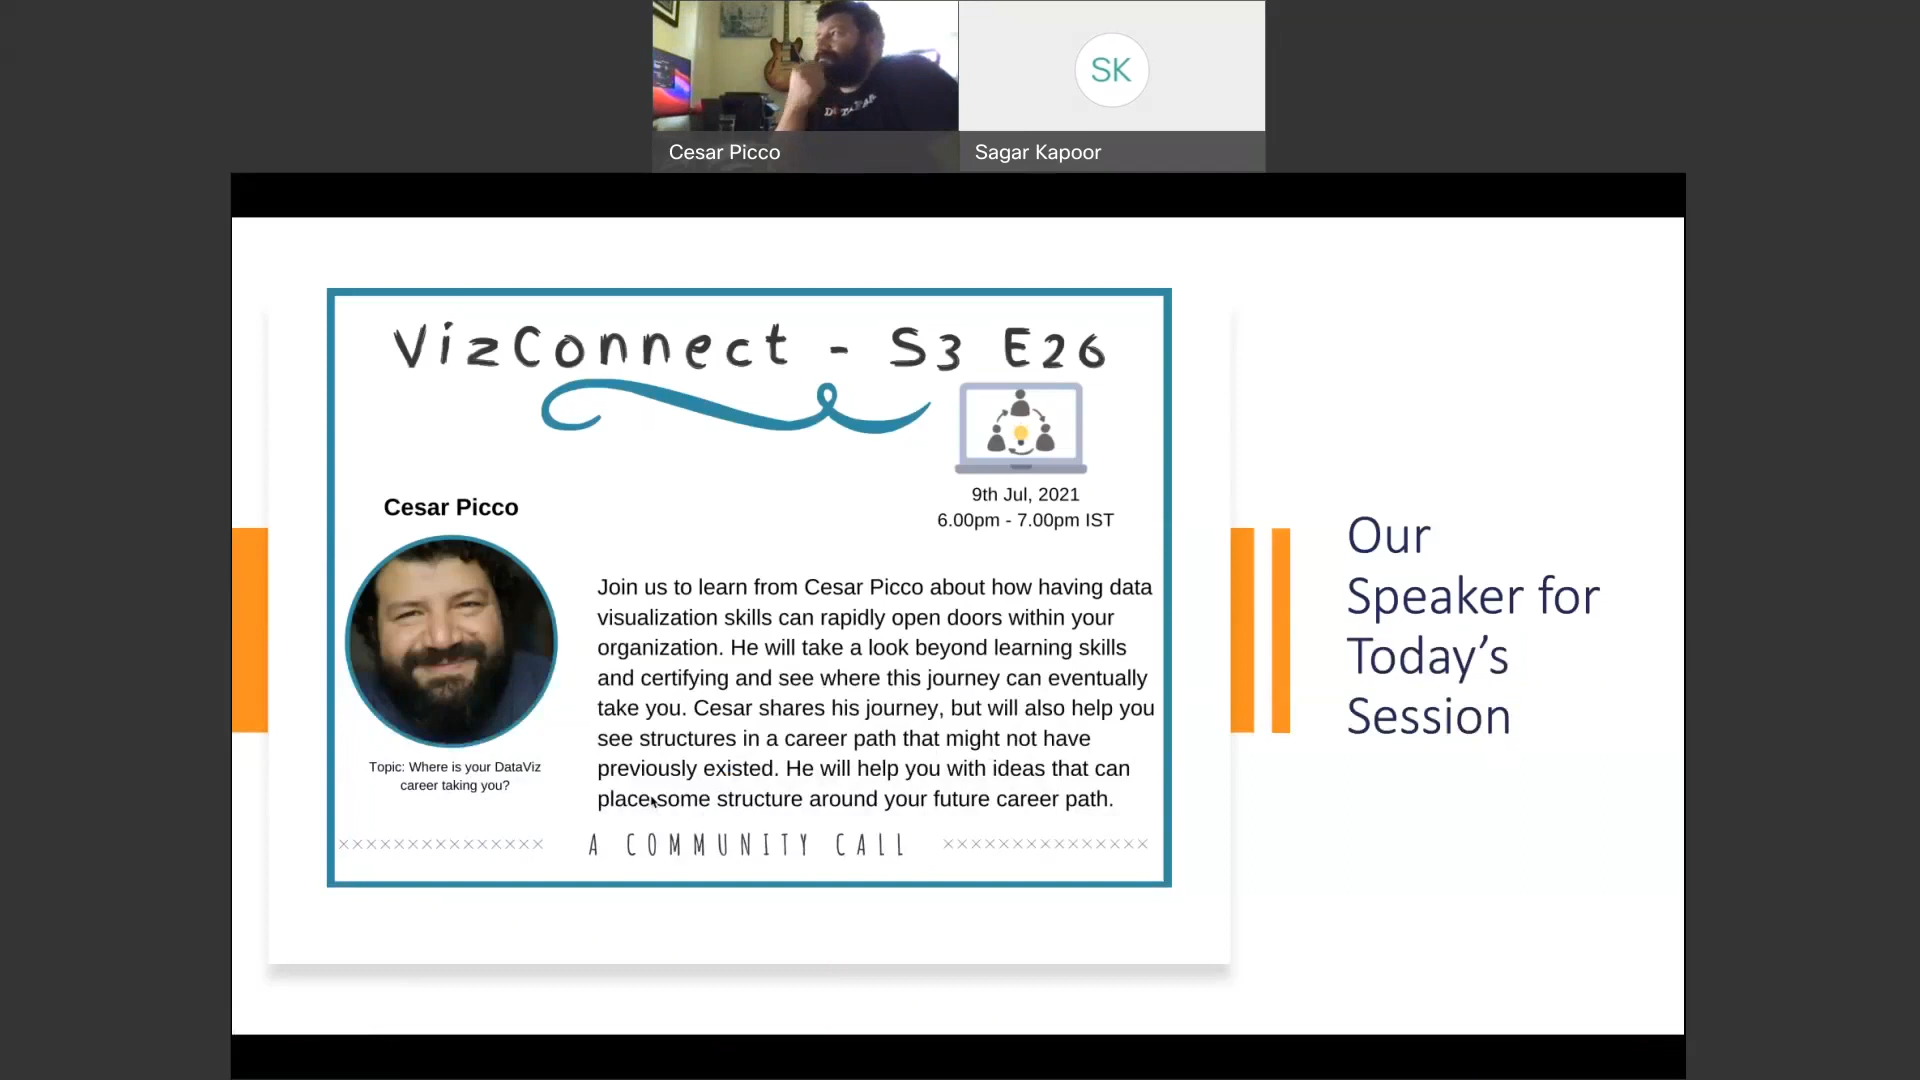 SK
Cesar Picco
Sagar Kapoor
VizConnect - S3 E26
9th Jul, 2021
6.00pm - 7.00pm IST
Cesar Picco
Topic: Where is your DataViz
career taking you?
Join us to learn from Cesar Picco about how having data
visualization skills can rapidly open doors within your
organization. He will take a look beyond learning skills
and certifying and see where this journey can eventually
take you. Cesar shares his journey, but will also help you
see structures in a career path that might not have
previously existed. He will help you with ideas that can
place some structure around your future career path.
A COMMUNITY CALL
Our
Speaker for
Today’s
Session